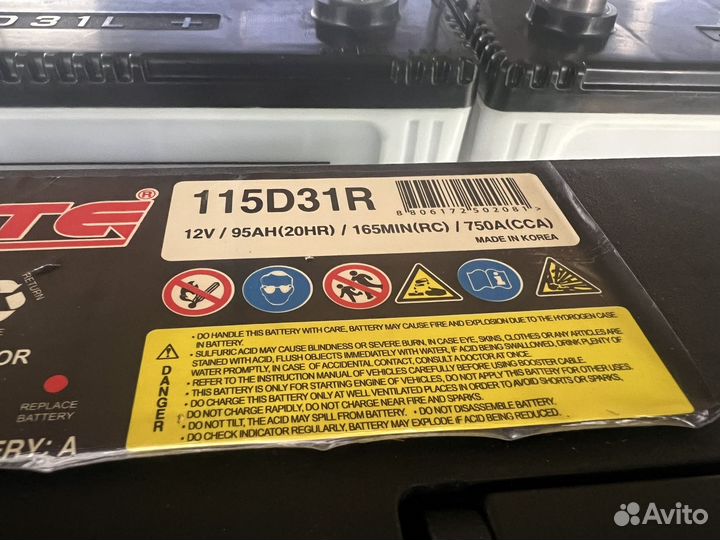 D31L +
115D31R
8 806172 502081 >
12V / 95AH(20HR) / 165MIN(RC) / 750A(CCA)
MADE IN KOREA
®
RETURN
REPLACE
BATTERY
DANGER
• DO HANDLE THIS BATTERY WITH CARE, BATTERY MAY CAUSE FIRE AND EXPLOSION DUE TO THE HYDROGEN CASE
IN BATTERY.
• SULFURIC ACID MAY CAUSE BLINDNESS OR SEVERE BURN, IN CASE EYE, SKINS, CLOTHES OR ANY ARTICLES ARE
STAINED WITH ACID, FLUSH OBJECTS IMMEDIATELY WITH WATER, IF ACID BEING SWALLOWED, DRINK PLENTY OF
WATER PROMPTLY, IN CASE OF ACCIDENTAL CONTACT, CONSULT A DOCTOR AT ONCE.
• REFER TO THE INSTRUCTION MANUAL OF VEHICLES CAREFULLY BEFORE USING BOOSTER CABLE.
• THIS BATTERY IS ONLY FOR STARTING ENGINE OF VEHICLES, DO NOT APPLY THIS BATTERY FOR OTHER USES.
• CHARGE THIS BATTERY ONLY AT WELL VENTILATED PLACES IN ORDER TO AVOID SHORTS OR SPARKS.
• DO NOT CHARGE RAPIDLY, DO NOT CHARGE NEAR FIRE AND SPARKS.
• DO NOT TILT, THE ACID MAY SPILL FROM BATTERY. • DO NOT DISASSEMBLE BATTERY.
• DO CHECK INDICATOR REGULARLY, BATTERY MAY EXPLODE IF ACID BEING REDUCED.
Avito